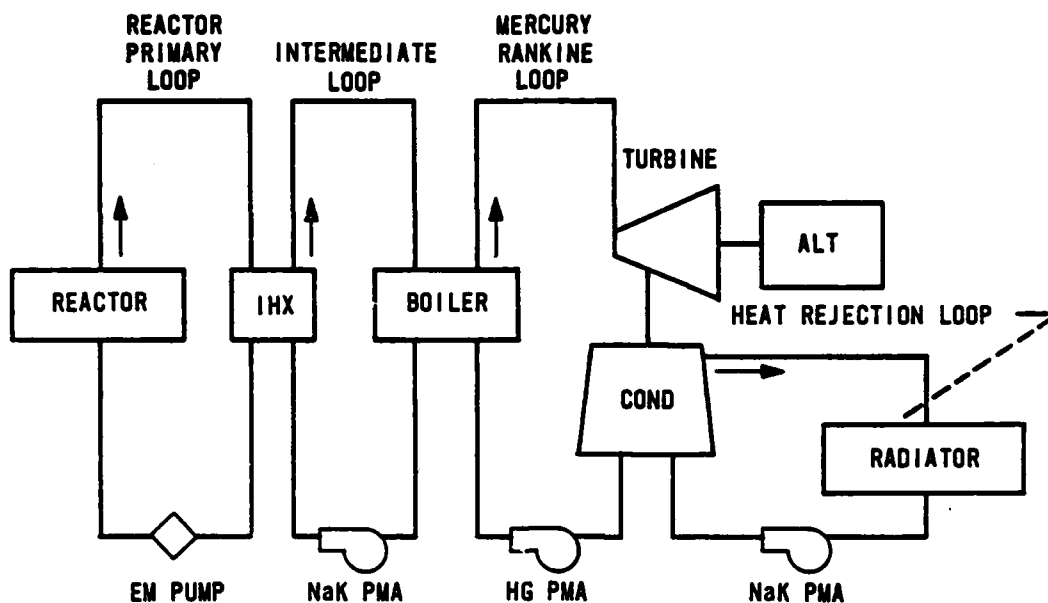 REACTOR
PRIMARY
LOOP
INTERMEDIATE
LOOP
MERCURY
RANKINE
LOOP
TURBINE
ALT
REACTOR
IHX
BOILER
HEAT REJECTION LOOP
COND
RADIATOR
EM PUMP
NaK PMA
HG PMA
NaK PMA